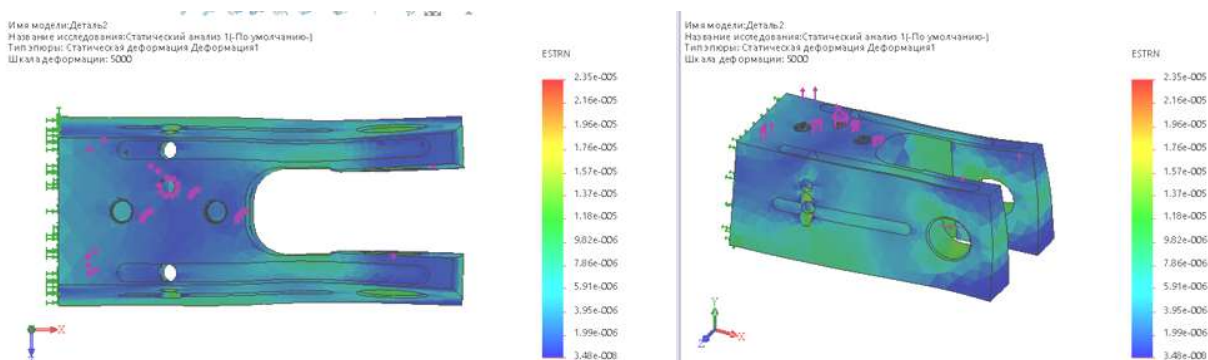 Имя модели:Деталь2
Название исследования:Статический анализ 1(-По умолчанию-)
Тип эпюры: Статическая деформация Деформация1
Шкала деформации: 5000
ESTRN
2.35e-005
2.16e-005
1.96e-005
1.76e-005
1.57e-005
1.37e-005
1.18e-005
9.82e-006
7.86e-006
5.91e-006
3.95e-006
1.99e-006
3.48e-008
X
Имя модели:Деталь2
Название исследования:Статический анализ 1(-По умолчанию-)
Тип эпюры: Статическая деформация Деформация1
Шкала деформации: 5000
ESTRN
2.35e-005
2.16e-005
1.96e-005
1.76e-005
1.57e-005
1.37e-005
1.18e-005
9.82e-006
7.86e-006
5.91e-006
3.95e-006
1.99e-006
3.48e-008
Y
Z
X